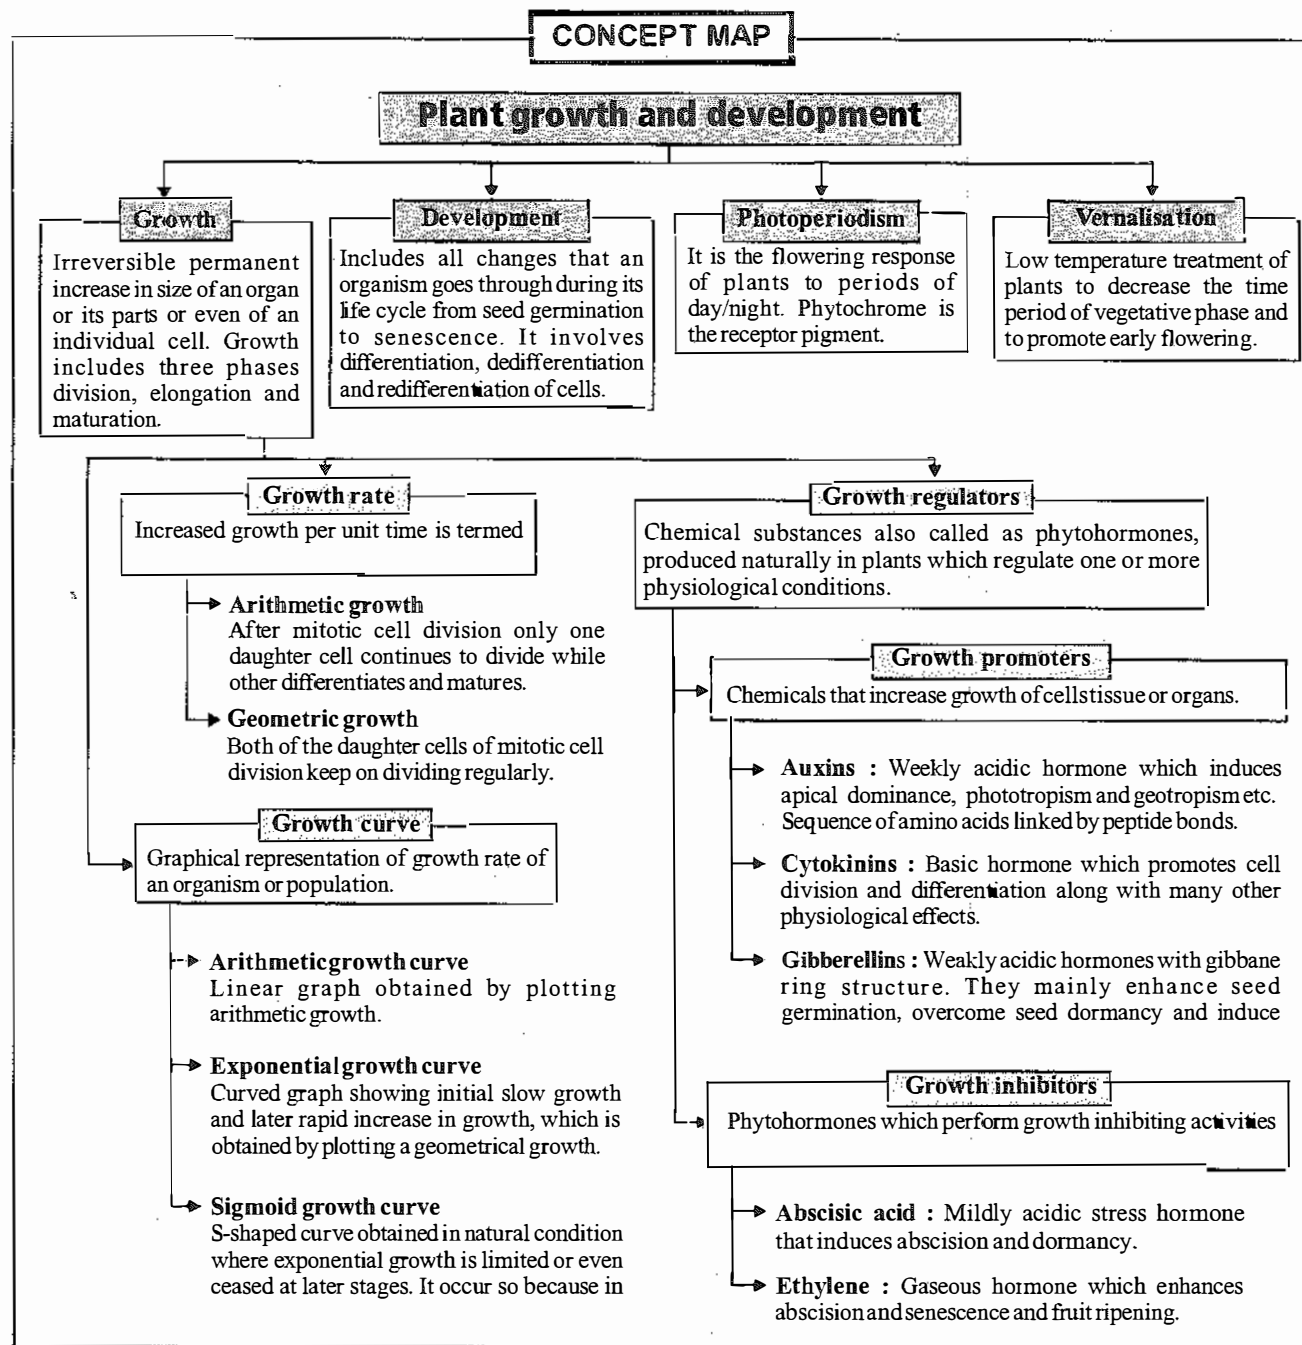 CONCEPT MAP
Plant growth and development
Growth
Irreversible permanent
increase in size of an organ
or its parts or even of an
individual cell. Growth
includes three phases
division, elongation and
maturation.
Development
Includes all changes that an
organism goes through during its
life cycle from seed germination
to senescence. It involves
differentiation, dedifferentiation
and redifferentiation of cells.
Photoperiodism
It is the flowering response
of plants to periods of
day/night. Phytochrome is
the receptor pigment.
Vernalisation
Low temperature treatment of
plants to decrease the time
period of vegetative phase and
to promote early flowering.
Growth rate
Increased growth per unit time is termed
Arithmetic growth
After mitotic cell division only one
daughter cell continues to divide while
other differentiates and matures.
Geometric growth
Both of the daughter cells of mitotic cell
division keep on dividing regularly.
Growth curve
Graphical representation of growth rate of
an organism or population.
Arithmetic growth curve
Linear graph obtained by plotting
arithmetic growth.
Exponential growth curve
Curved graph showing initial slow growth
and later rapid increase in growth, which is
obtained by plotting a geometrical growth.
Sigmoid growth curve
S-shaped curve obtained in natural condition
where exponential growth is limited or even
ceased at later stages. It occur so because in
Growth regulators
Chemical substances also called as phytohormones,
produced naturally in plants which regulate one or more
physiological conditions.
Growth promoters
Chemicals that increase growth of cells tissue or organs.
Auxins : Weekly acidic hormone which induces
apical dominance, phototropism and geotropism etc.
Sequence of amino acids linked by peptide bonds.
Cytokinins : Basic hormone which promotes cell
division and differentiation along with many other
physiological effects.
Gibberellins : Weakly acidic hormones with gibbane
ring structure. They mainly enhance seed
germination, overcome seed dormancy and induce
Growth inhibitors
Phytohormones which perform growth inhibiting activities
Abscisic acid : Mildly acidic stress hormone
that induces abscision and dormancy.
Ethylene : Gaseous hormone which enhances
abscision and senescence and fruit ripening.